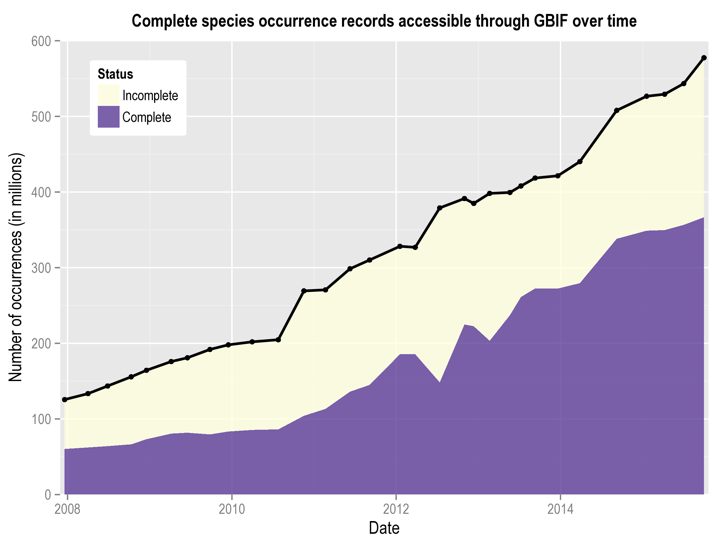 Complete species occurrence records accessible through GBIF over time
600
500
400
300
200
100
0
Number of occurrences (in millions)
Status
Incomplete
Complete
2008
2010
2012
2014
Date